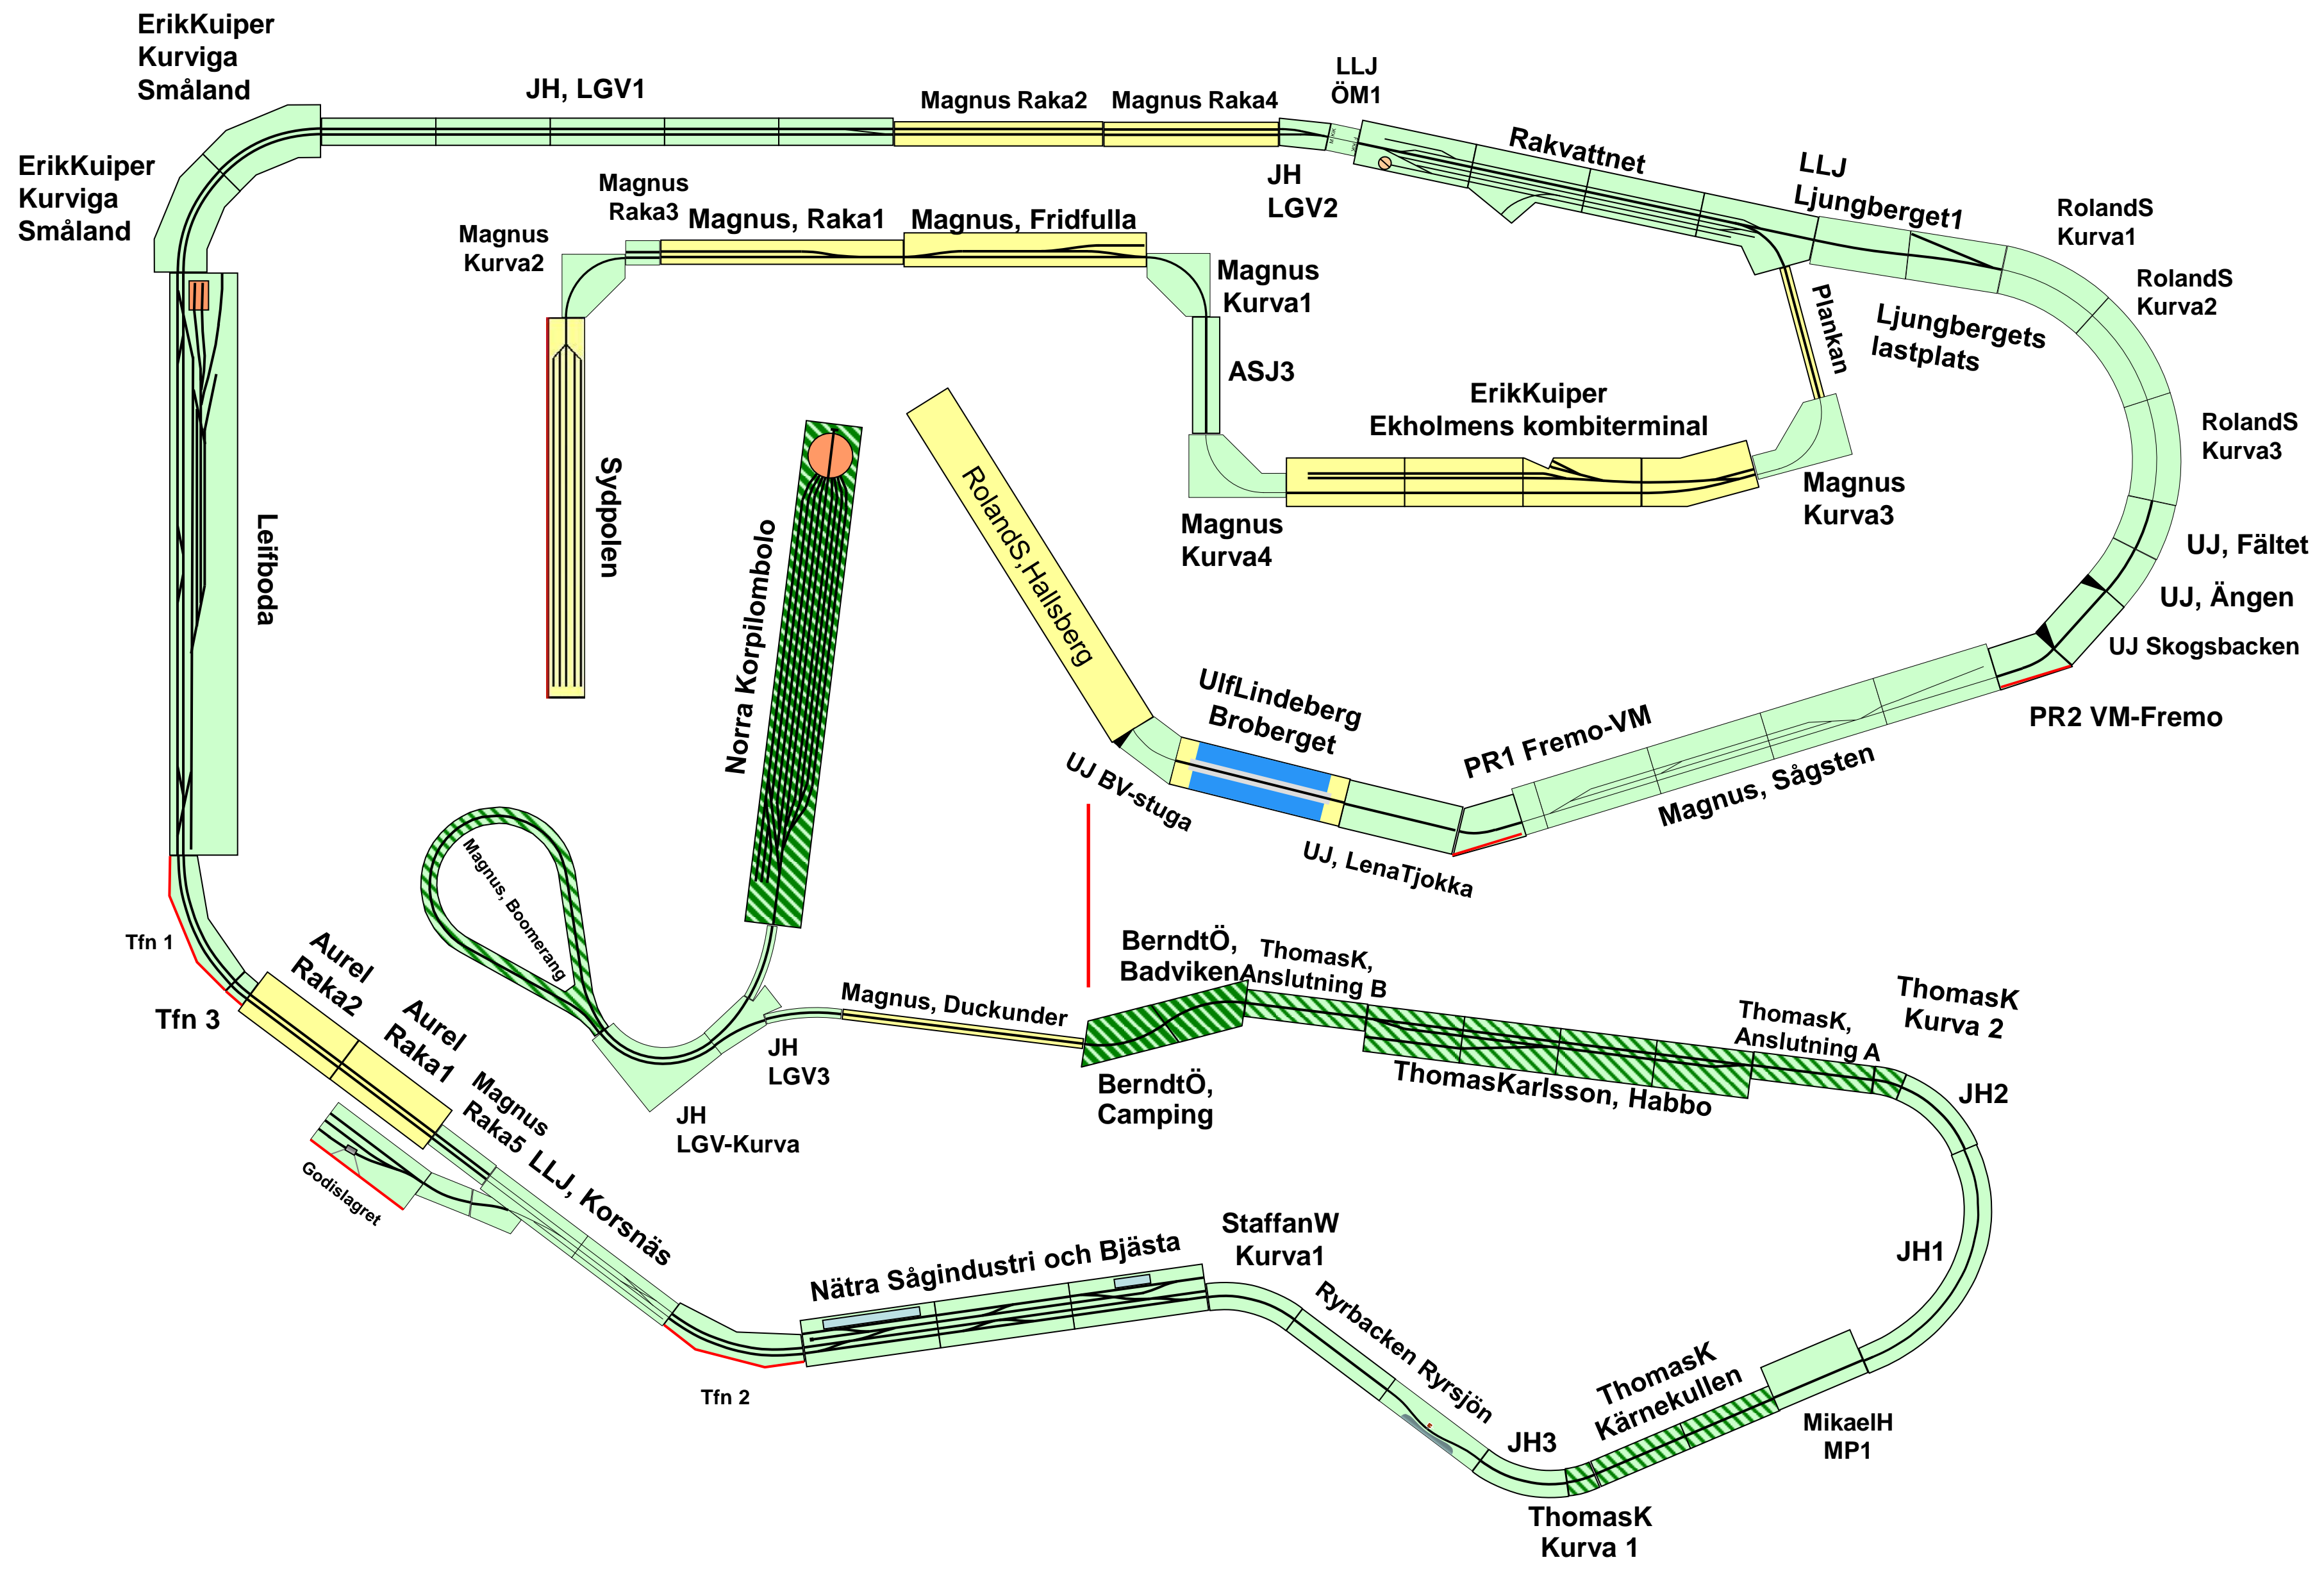 ErikKuiper
Kurviga
Småland
JH, LGV1
Magnus Raka2
Magnus Raka4
LLJ
ÖM1
Rakvattnet
LLJ
Ljungberget1
RolandS
Kurva1
RolandS
Kurva2
ErikKuiper
Kurviga
Småland
Magnus
Kurva2
Magnus
Raka3
Magnus, Raka1
Magnus, Fridfulla
JH
LGV2
Magnus
Kurva1
Plankan
Ljungbergets
lastplats
ASJ3
ErikKuiper
Ekholmens kombiterminal
RolandS
Kurva3
Magnus
Kurva3
Magnus
Kurva4
Leifboda
Sydpolen
Norra Korpilombolo
RolandS,Hallsberg
UJ, Fältet
UJ, Ängen
UJ Skogsbacken
PR2 VM-Fremo
UlfLindeberg
Broberget
PR1 Fremo-VM
Magnus, Sågsten
UJ BV-stuga
UJ, LenaTjokka
Magnus, Boomerang
Tfn 1
Tfn 3
Aurel
Raka2
Aurel
Raka1
Magnus
Raka5
LLJ, Korsnäs
Godislagret
Magnus, Duckunder
JH
LGV3
JH
LGV-Kurva
BerndtÖ,
Badviken
ThomasK,
Anslutning B
BerndtÖ,
Camping
ThomasKarlsson, Habbo
ThomasK,
Anslutning A
ThomasK
Kurva 2
JH2
JH1
Nätra Sågindustri och Bjästa
StaffanW
Kurva1
Ryrbacken Ryrsjön
Tfn 2
JH3
ThomasK
Kärnekullen
MikaelH
MP1
ThomasK
Kurva 1